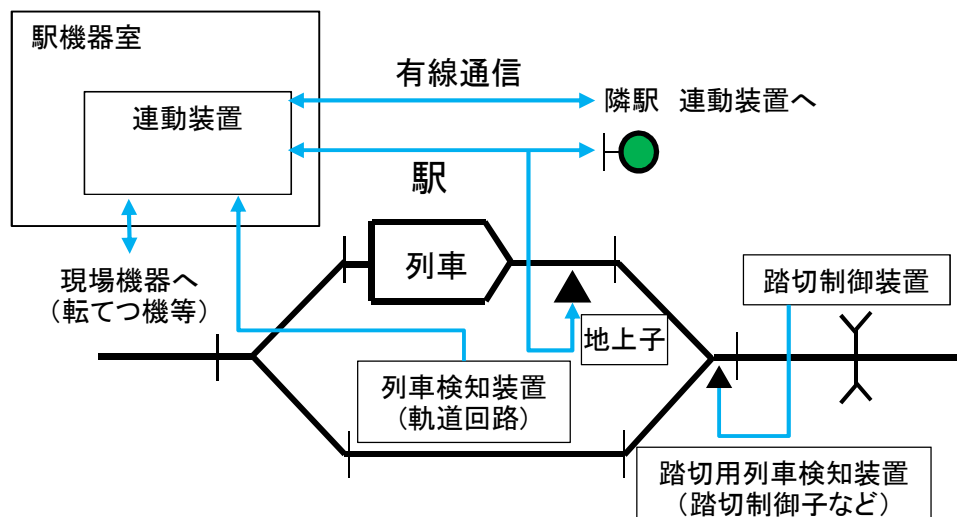 駅機器室
有線通信
連動装置
隣駅 連動装置へ
駅
列車
現場機器へ
（転てつ機等）
踏切制御装置
地上子
列車検知装置
（軌道回路）
踏切用列車検知装置
（踏切制御子など）